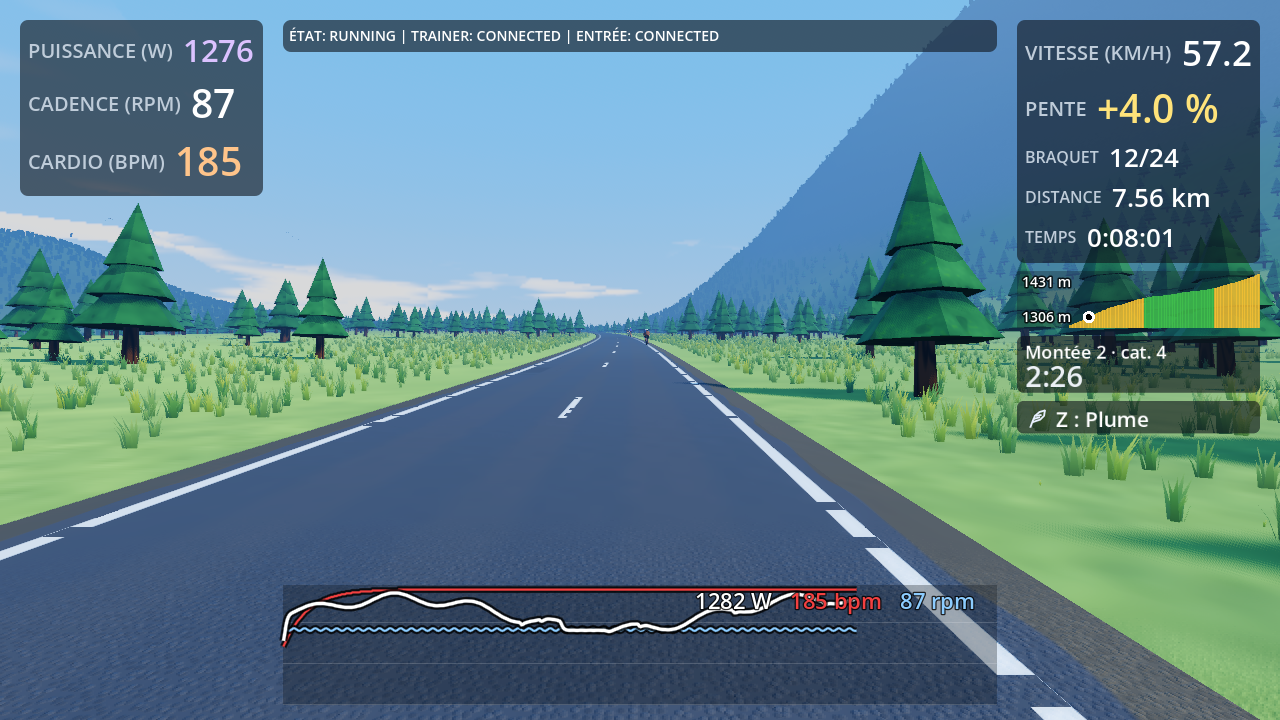 PUISSANCE (W) 1276
CADENCE (RPM) 87
CARDIO (BPM) 185
ÉTAT: RUNNING | TRAINER: CONNECTED | ENTRÉE: CONNECTED
VITESSE (KM/H) 57.2
PENTE +4.0 %
BRAQUET 12/24
DISTANCE 7.56 km
TEMPS 0:08:01
1431 m
1306 m
Montée 2 · cat. 4
2:26
Z : Plume
1282 W 185 bpm 87 rpm